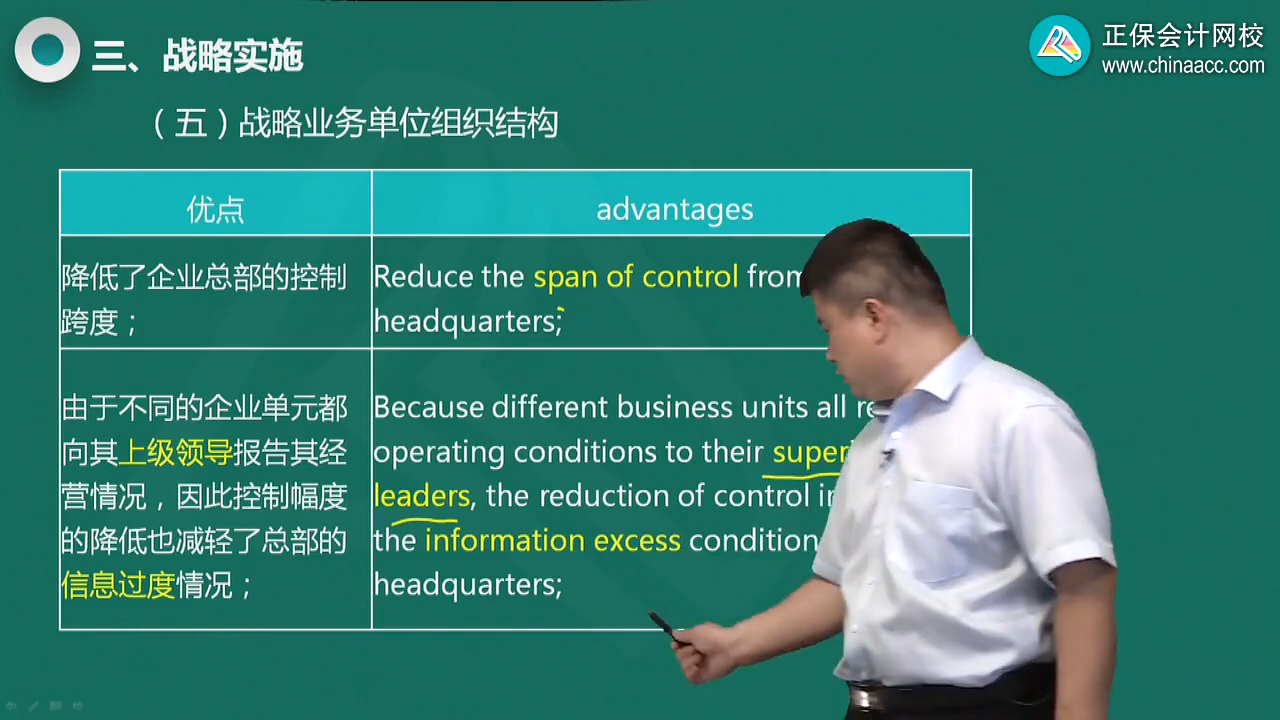 三、战略实施
正保会计网校
www.chinaacc.com
（五）战略业务单位组织结构
优点
advantages
降低了企业总部的控制
跨度；
Reduce the span of control from
headquarters;
由于不同的企业单元都
向其上级领导报告其经
营情况，因此控制幅度
的降低也减轻了总部的
信息过度情况；
Because different business units all
operating conditions to their
leaders, the reduction of control
the information excess condition
headquarters;